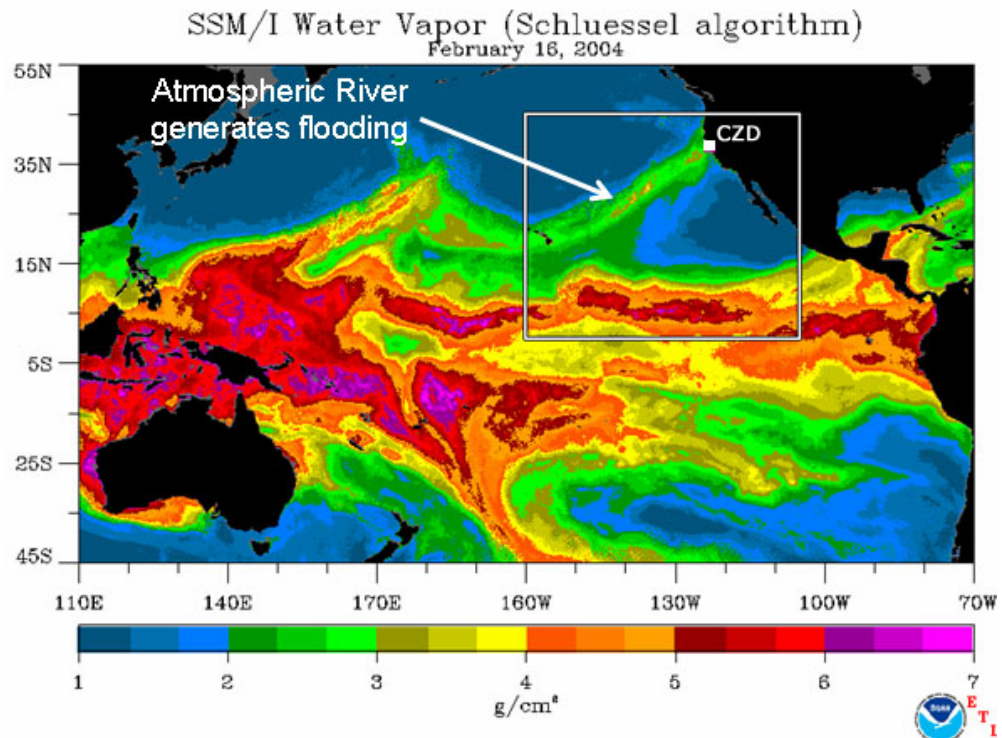 SSM/I Water Vapor (Schluessel algorithm)
February 16, 2004
55N
Atmospheric River
generates flooding
CZD
35N
15N
5S
25S
45S
110E 140E 170E 160W 130W 100W 70W
1 2 3 4 5 6 7
g/cm²
NOAA
E
T
L